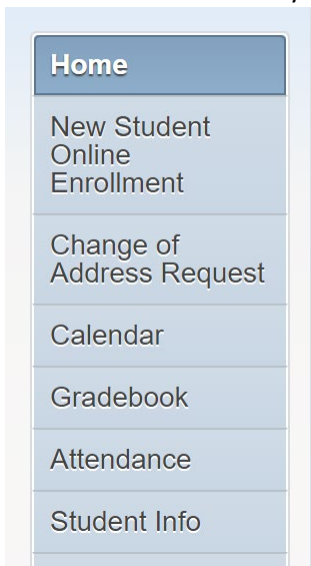 Home
New Student
Online
Enrollment
Change of
Address Request
Calendar
Gradebook
Attendance
Student Info